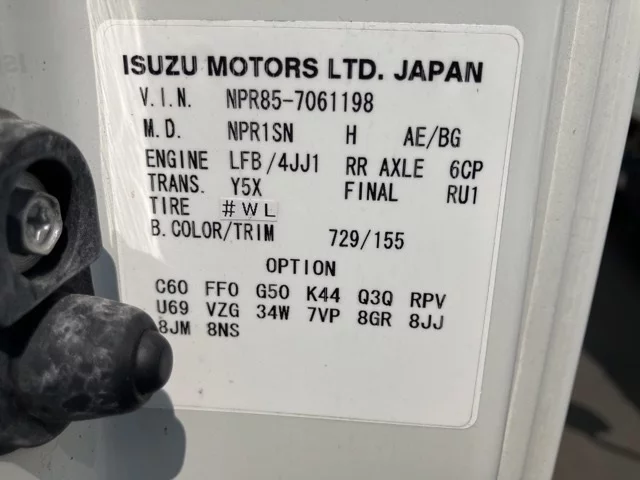 ISUZU MOTORS LTD. JAPAN
V.I.N. NPR85-7061198
M.D. NPR1SN H AE/BG
ENGINE LFB/4JJ1 RR AXLE 6CP
TRANS. Y5X FINAL RU1
TIRE #WL
B.COLOR/TRIM 729/155
OPTION
C60 FF0 G50 K44 Q3Q RPV
U69 VZG 34W 7VP 8GR 8JJ
8JM 8NS